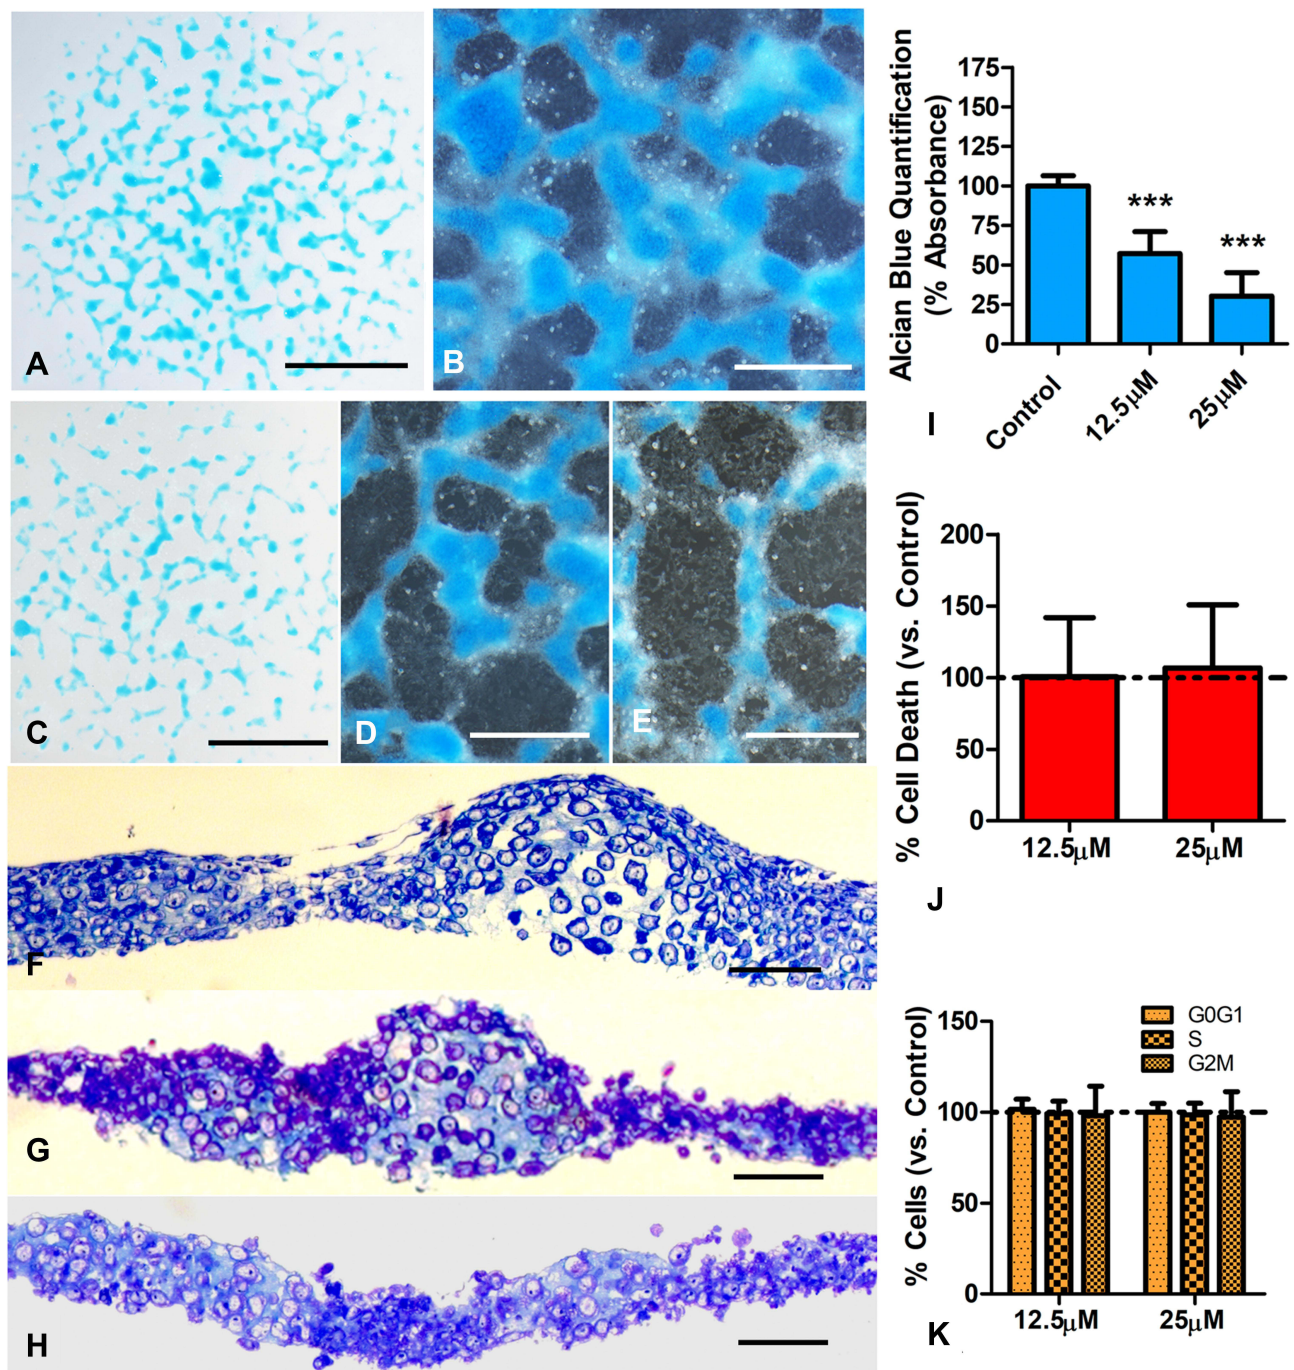 A
B
C
D
E
F
G
H
Alcian Blue Quantification
(% Absorbance)
175
150
125
100
75
50
25
0
***
***
Control
12.5μM
25μM
I
% Cell Death (vs. Control)
200
150
100
50
0
12.5μM
25μM
J
% Cells (vs. Control)
150
100
50
0
G0G1
S
G2M
12.5μM
25μM
K